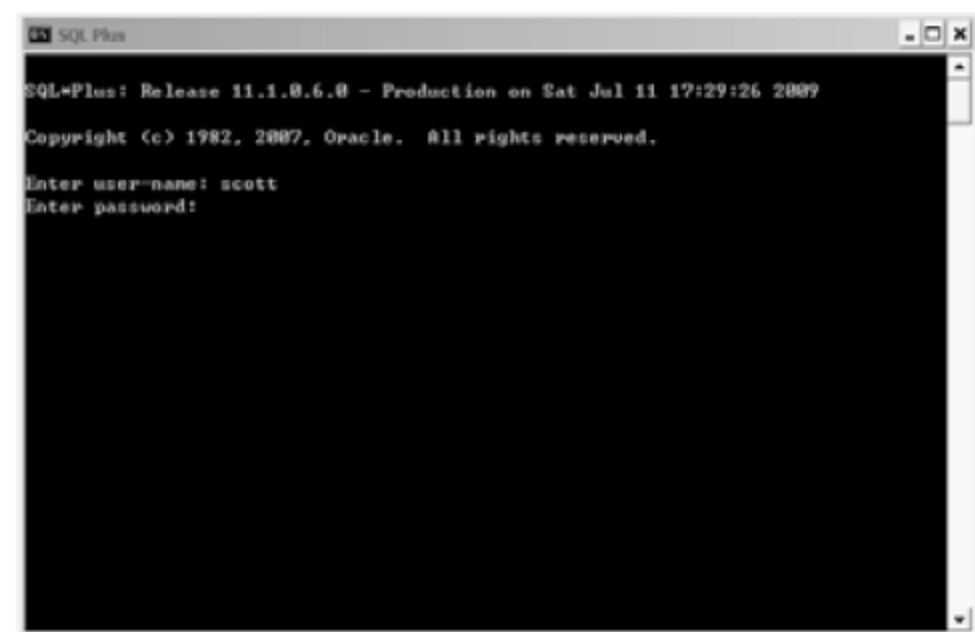 SQL Plus
SQL*Plus: Release 11.1.0.6.0 - Production on Sat Jul 11 17:29:26 2009
Copyright (c) 1982, 2007, Oracle.  All rights reserved.
Enter user-name: scott
Enter password: